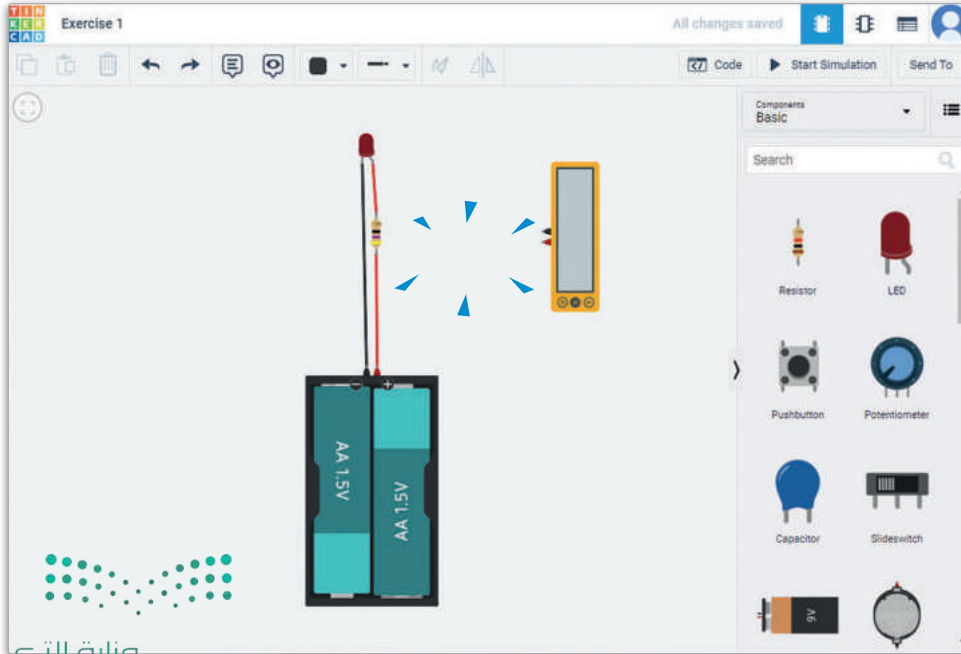 TIN
KER
CAD
Exercise 1
All changes saved
Code
Start Simulation
Send To
Components
Basic
Search
Resistor
LED
Pushbutton
Potentiometer
Capacitor
Slideswitch
9V
AA 1.5V
AA 1.5V